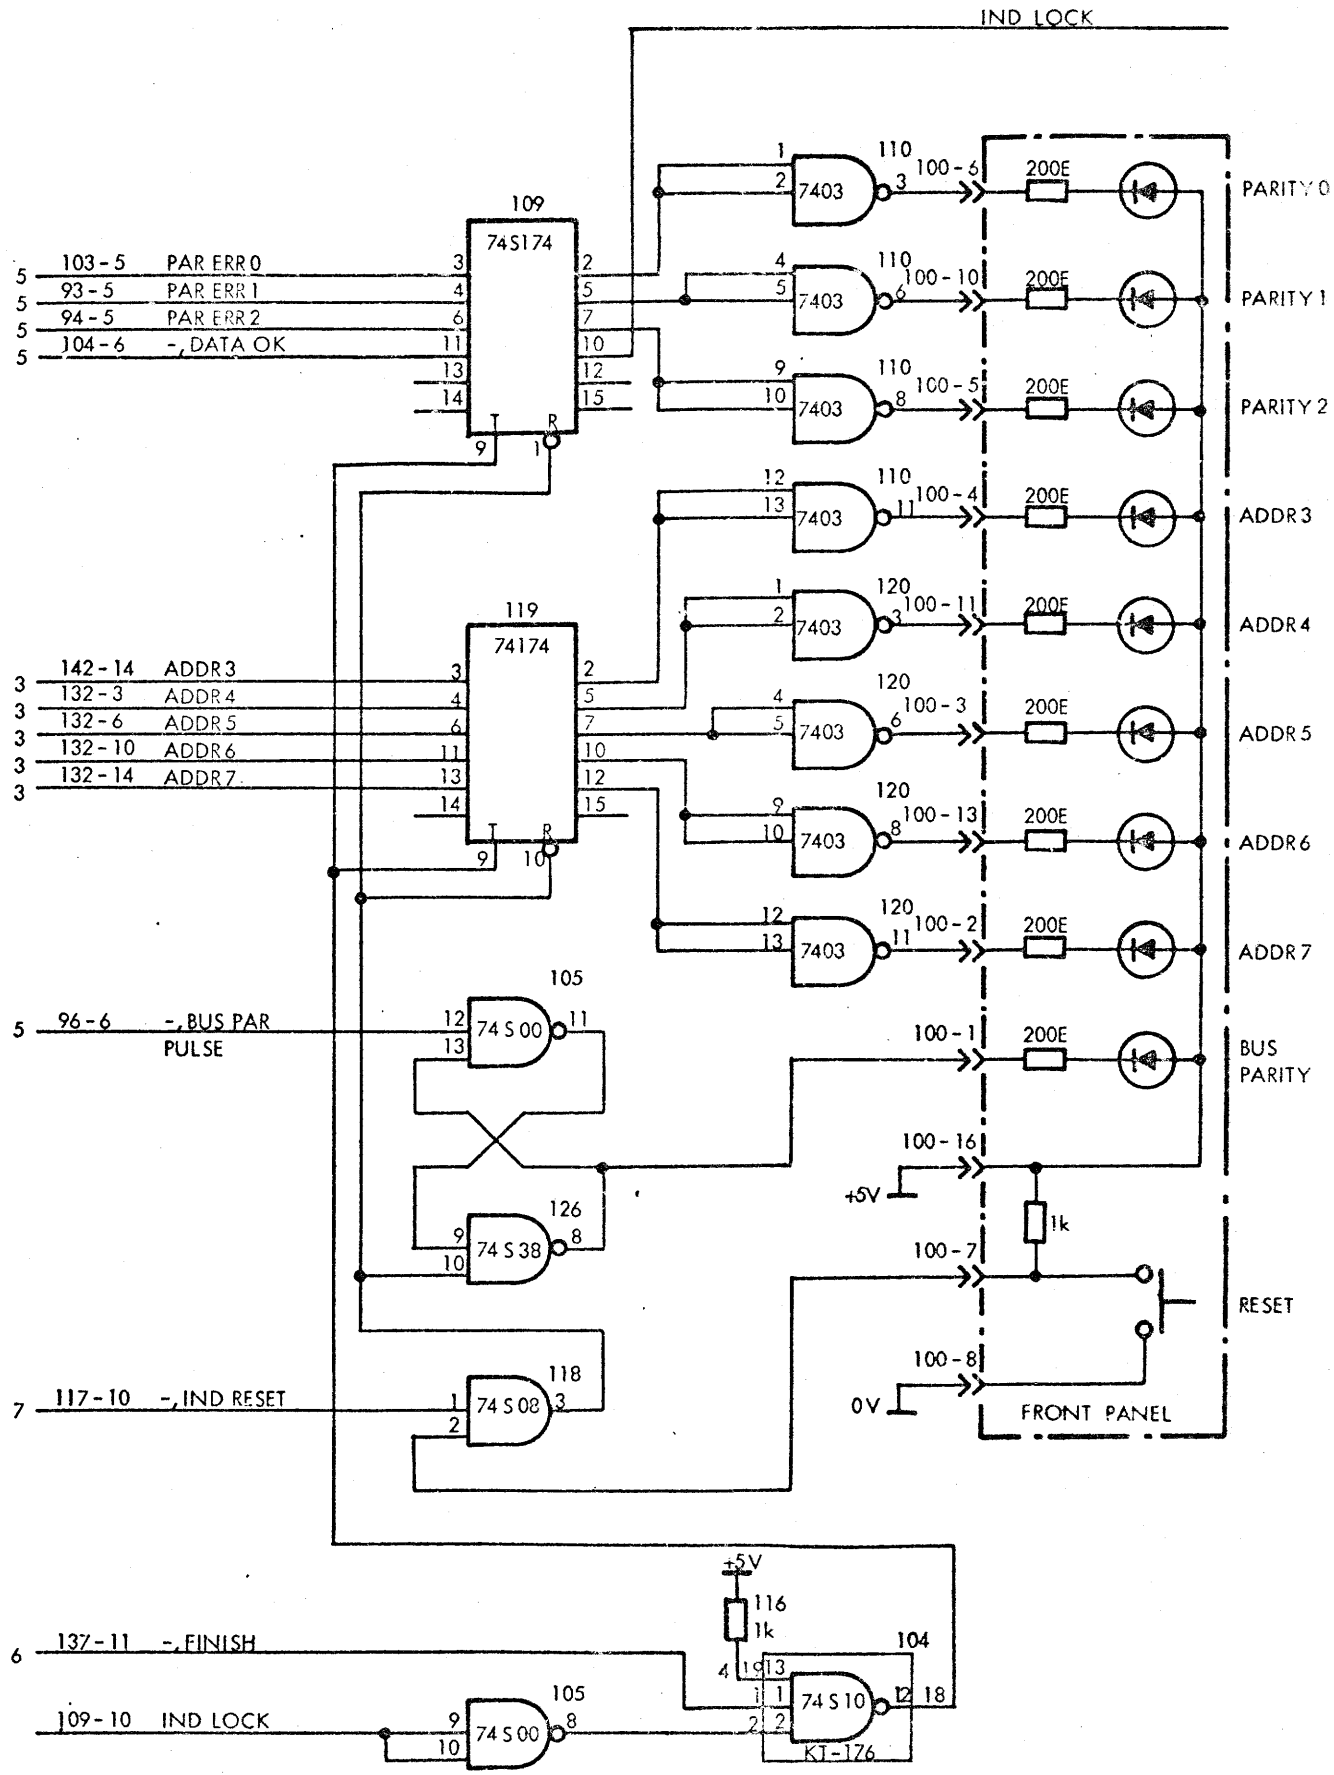 IND LOCK
109
74S174
5 103-5 PAR ERR 0 3 2
5 93-5 PAR ERR 1 4 5
5 94-5 PAR ERR 2 6 7
5 104-6 -, DATA OK 11 10
13 12
14 15
T R
9 1
1 110 100-6 200E
2 7403 3 PARITY 0
4 110 100-10 200E
5 7403 6 PARITY 1
9 110 100-5 200E
10 7403 8 PARITY 2
12 110 100-4 200E
13 7403 11 ADDR 3
1 120 100-11 200E
2 7403 3 ADDR 4
4 120 100-3 200E
5 7403 6 ADDR 5
9 120 100-13 200E
10 7403 8 ADDR 6
12 120 100-2 200E
13 7403 11 ADDR 7
119
74174
3 142-14 ADDR 3 3 2
3 132-3 ADDR 4 4 5
3 132-6 ADDR 5 6 7
3 132-10 ADDR 6 11 10
3 132-14 ADDR 7 13 12
14 15
T R
9 10
105
5 96-6 -, BUS PAR 12 74S00 11
PULSE 13
100-1 200E BUS
PARITY
100-16
+5V
1k
126
9 74S38 8
10
100-7
RESET
100-8
0V
FRONT PANEL
118
7 117-10 -, IND RESET 1 74S08 3
2
+5V
116
1k
6 137-11 -, FINISH
104
4 19 13
1 1 74S10 12 18
2 2
KT-176
105
109-10 IND LOCK 9 74S00 8
10